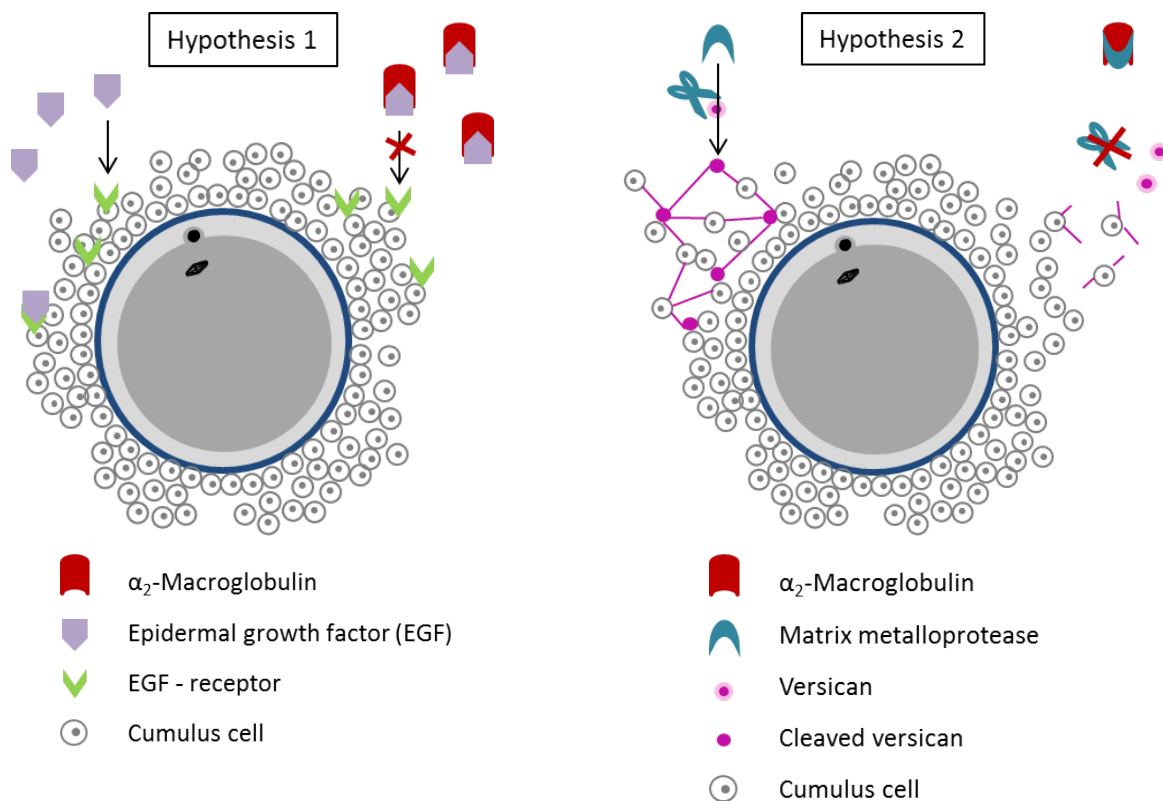 Hypothesis 1
α₂-Macroglobulin
Epidermal growth factor (EGF)
EGF - receptor
Cumulus cell
Hypothesis 2
α₂-Macroglobulin
Matrix metalloprotease
Versican
Cleaved versican
Cumulus cell